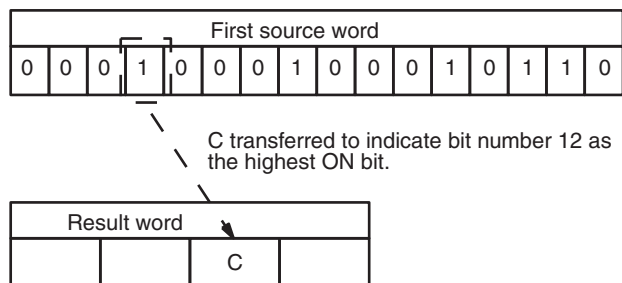 First source word
0 0 0 1 0 0 0 1 0 0 0 1 0 1 1 0
C transferred to indicate bit number 12 as
the highest ON bit.
Result word
C